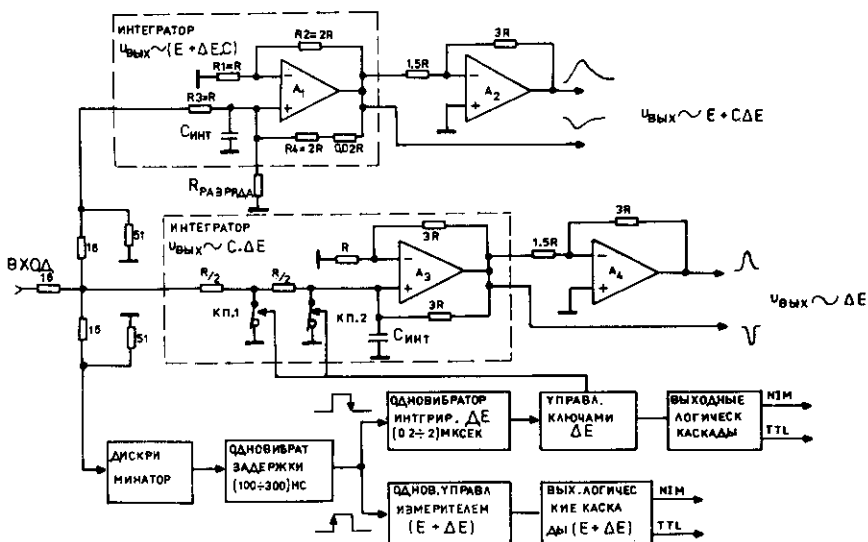 ИНТЕГРАТОР
UВЫХ ~ (E + ΔE.C)
R2 = 2R
R1=R
A1
R3=R
CИНТ
R4 = 2R
0,02R
RРАЗРЯДА
1,5R
3R
A2
UВЫХ ~ E + CΔE
ВХОД
16
16
51
16
51
ИНТЕГРАТОР
UВЫХ ~ C.ΔE
R/2
R/2
КП.1
КП.2
R
3R
A3
3R
CИНТ
1.5R
3R
A4
UВЫХ ~ ΔE
ДИСКРИ
МИНАТОР
ОДНОВИБРАТ
ЗАДЕРЖКИ
(100÷300)НС
ОДНОВИБРАТОР
ИНТГРИР. ΔE
(0.2÷2)МКСЕК
УПРАВЛ.
КЛЮЧАМИ
ΔE
ВЫХОДНЫЕ
ЛОГИЧЕСК
КАСКАДЫ
NIM
TTL
ОДНОВ. УПРАВЛ
ИЗМЕРИТЕЛЕМ
(E + ΔE)
ВЫХ. ЛОГИЧЕС
КИЕ КАСКА
ДЫ (E + ΔE)
NIM
TTL